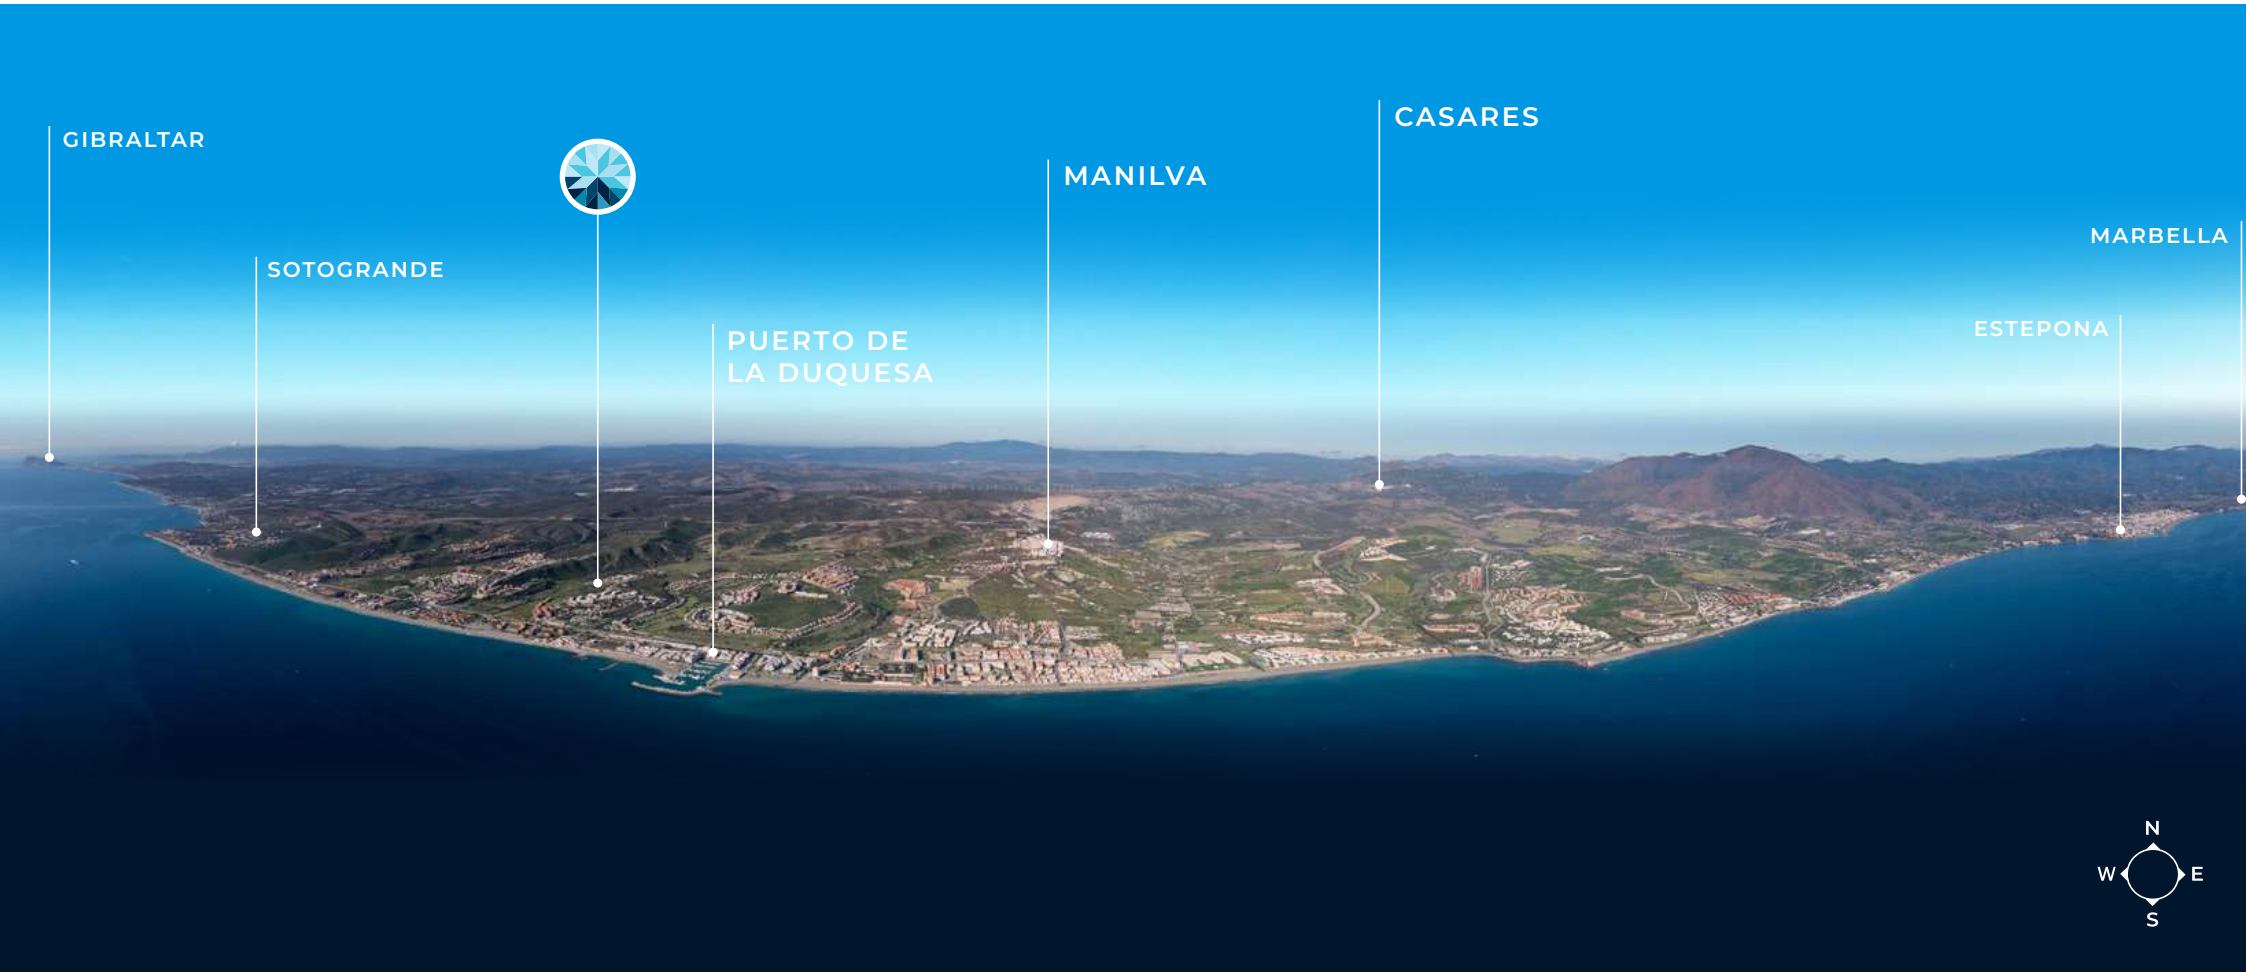 GIBRALTAR
SOTOGRANDE
PUERTO DE
LA DUQUESA
MANILVA
CASARES
MARBELLA
ESTEPONA
N
W E
S